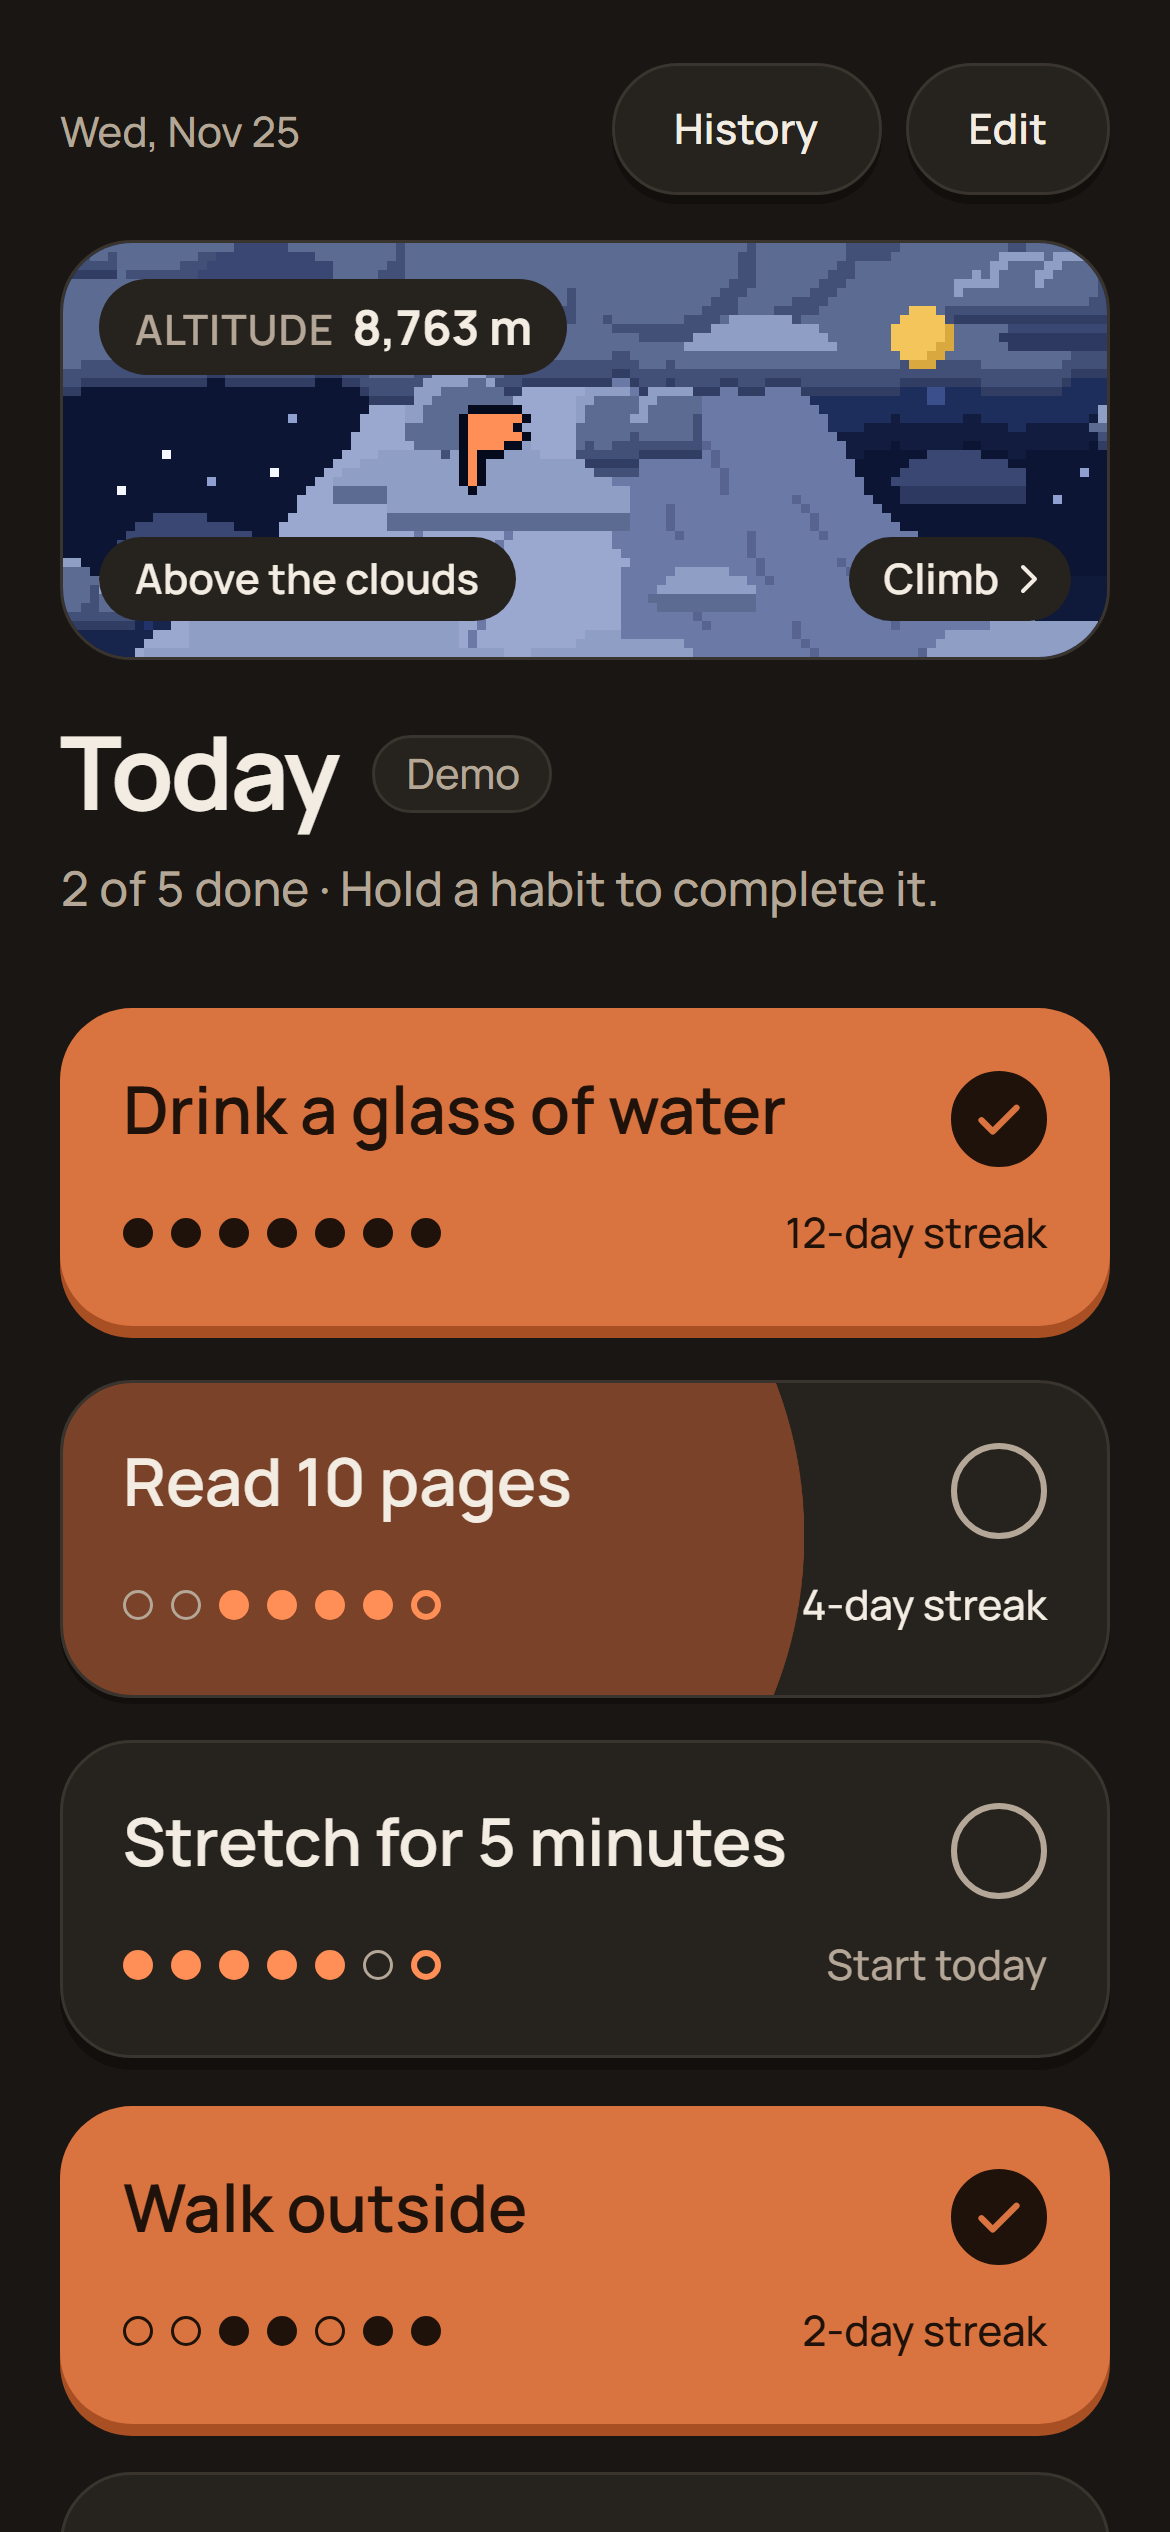 Wed, Nov 25
History
Edit
ALTITUDE 8,763 m
Above the clouds
Climb
Today
Demo
2 of 5 done · Hold a habit to complete it.
Drink a glass of water
12-day streak
Read 10 pages
4-day streak
Stretch for 5 minutes
Start today
Walk outside
2-day streak